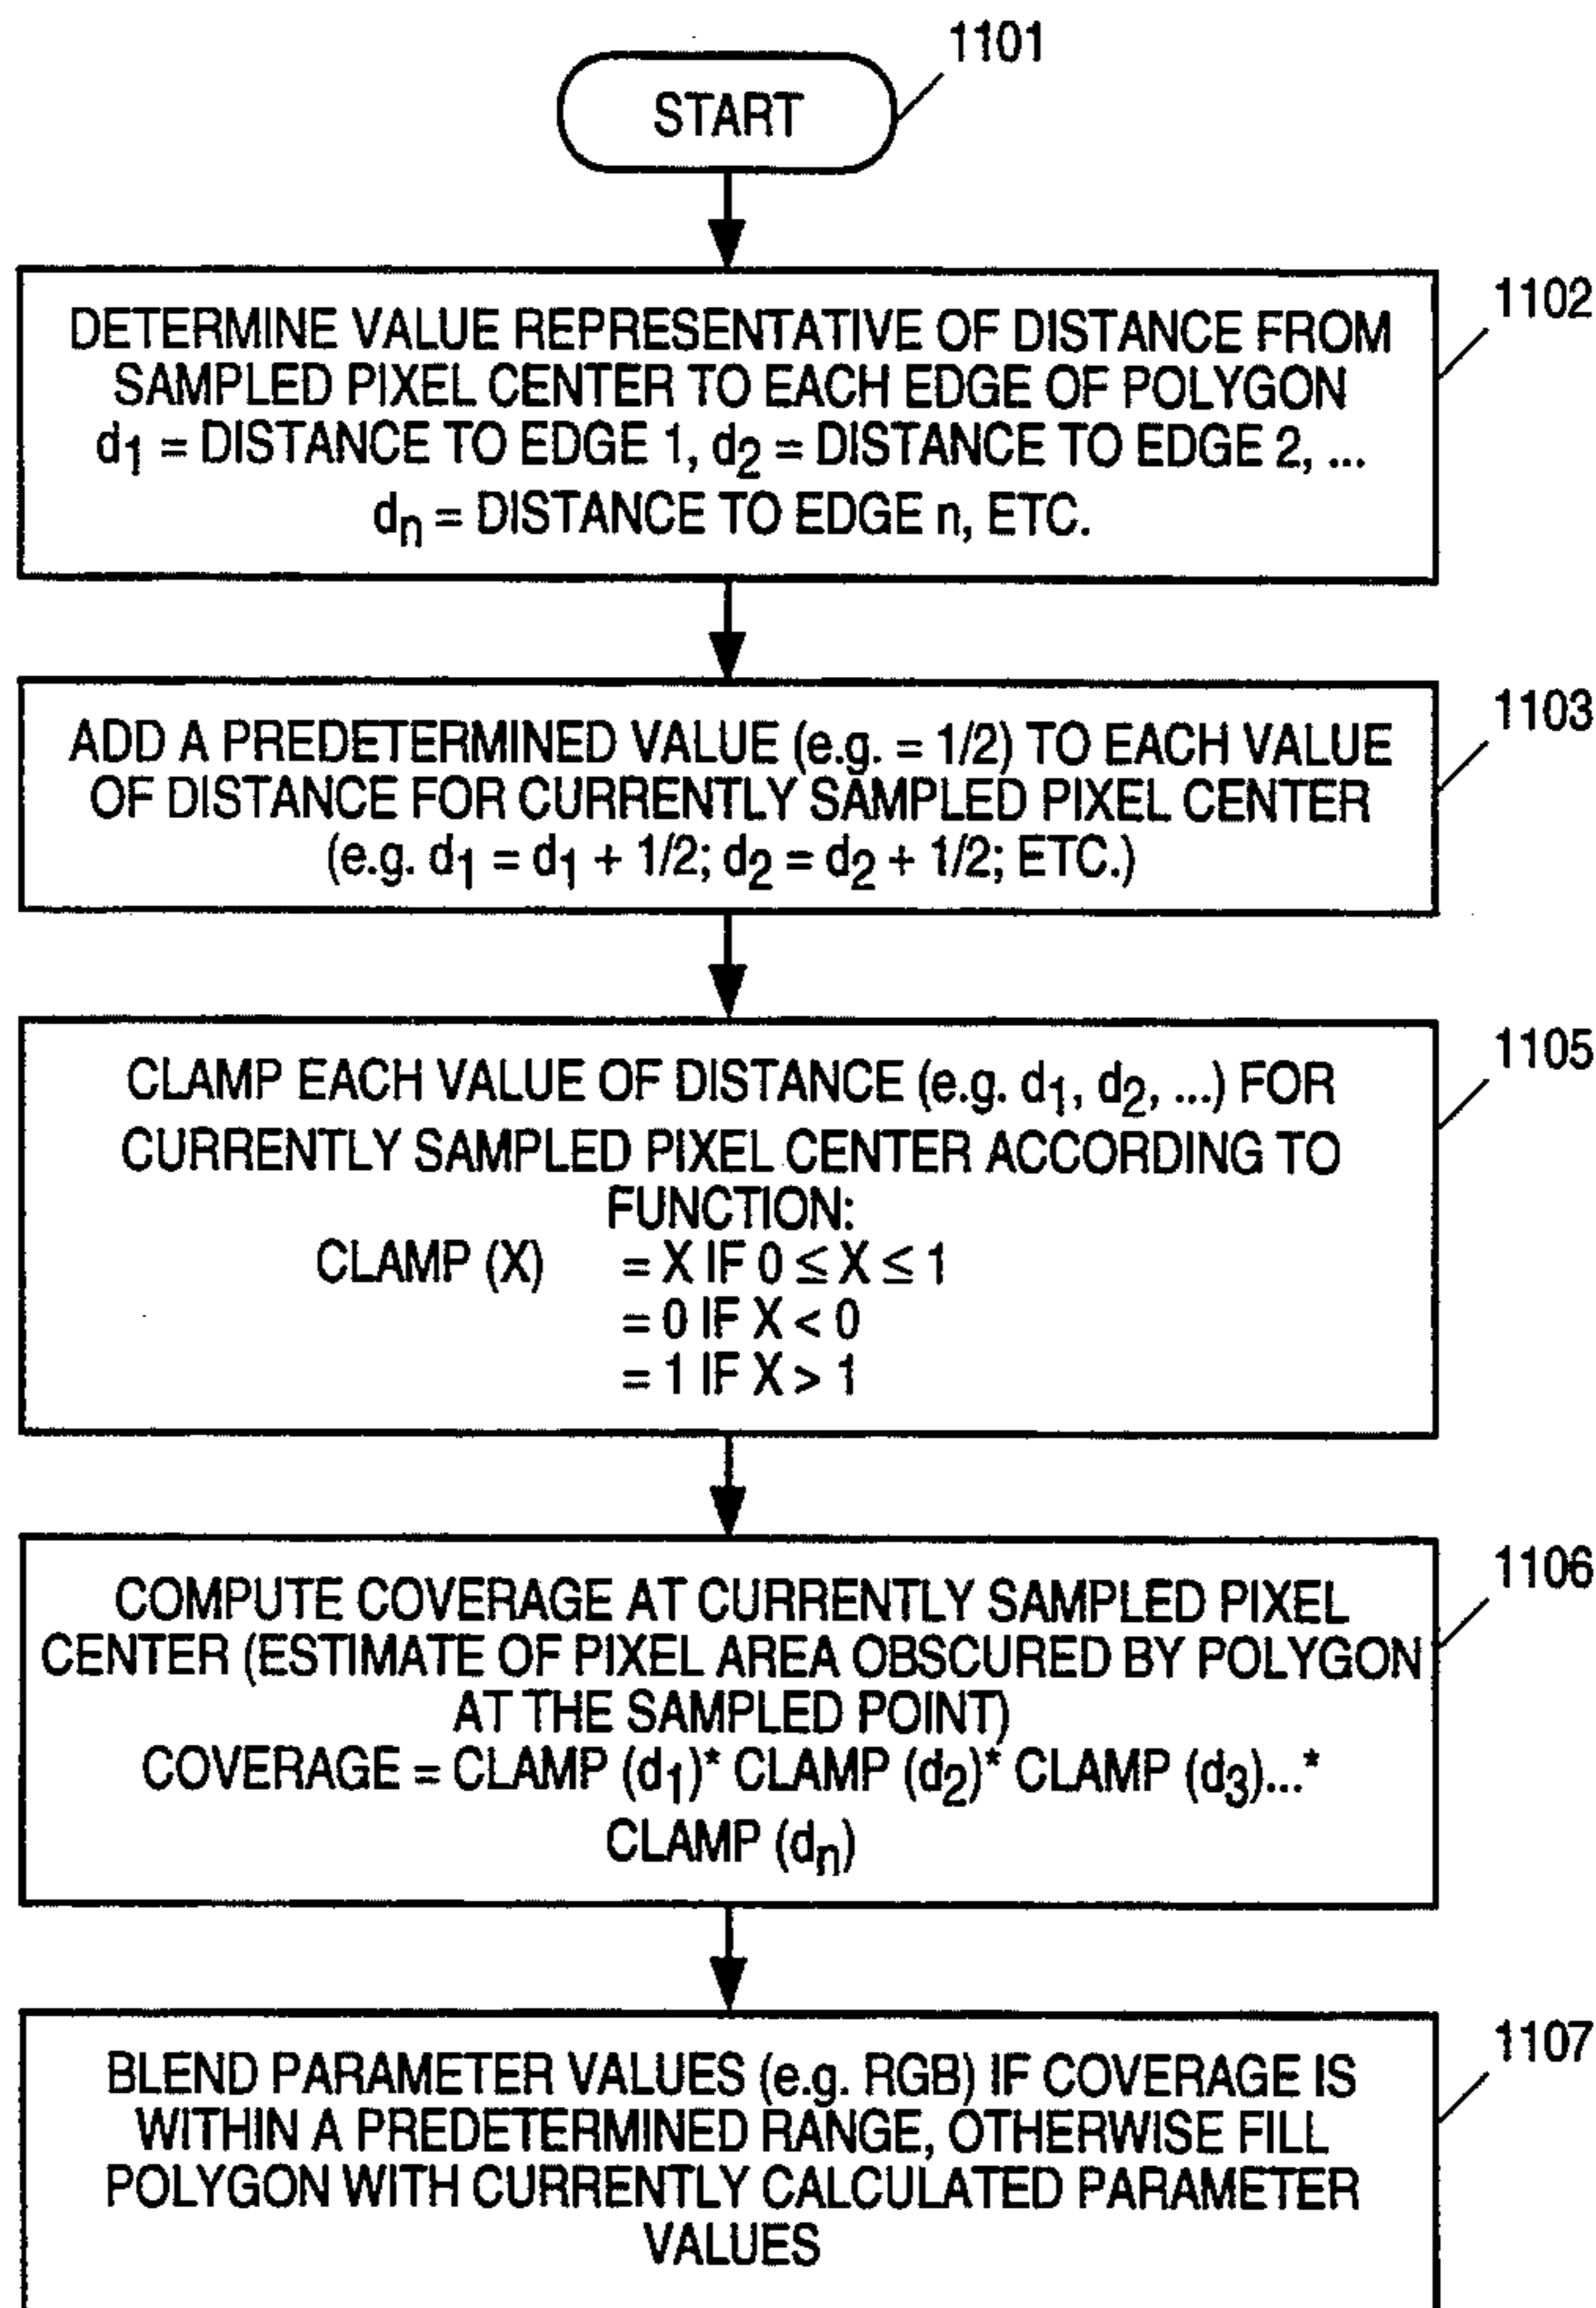 1101
START
1102
DETERMINE VALUE REPRESENTATIVE OF DISTANCE FROM
SAMPLED PIXEL CENTER TO EACH EDGE OF POLYGON
d1 = DISTANCE TO EDGE 1, d2 = DISTANCE TO EDGE 2, ...
dn = DISTANCE TO EDGE n, ETC.
1103
ADD A PREDETERMINED VALUE (e.g. = 1/2) TO EACH VALUE
OF DISTANCE FOR CURRENTLY SAMPLED PIXEL CENTER
(e.g. d1 = d1 + 1/2; d2 = d2 + 1/2; ETC.)
1105
CLAMP EACH VALUE OF DISTANCE (e.g. d1, d2, ...) FOR
CURRENTLY SAMPLED PIXEL CENTER ACCORDING TO
FUNCTION:
CLAMP (X) = X IF 0 ≤ X ≤ 1
= 0 IF X < 0
= 1 IF X > 1
1106
COMPUTE COVERAGE AT CURRENTLY SAMPLED PIXEL
CENTER (ESTIMATE OF PIXEL AREA OBSCURED BY POLYGON
AT THE SAMPLED POINT)
COVERAGE = CLAMP (d1)* CLAMP (d2)* CLAMP (d3)...*
CLAMP (dn)
1107
BLEND PARAMETER VALUES (e.g. RGB) IF COVERAGE IS
WITHIN A PREDETERMINED RANGE, OTHERWISE FILL
POLYGON WITH CURRENTLY CALCULATED PARAMETER
VALUES